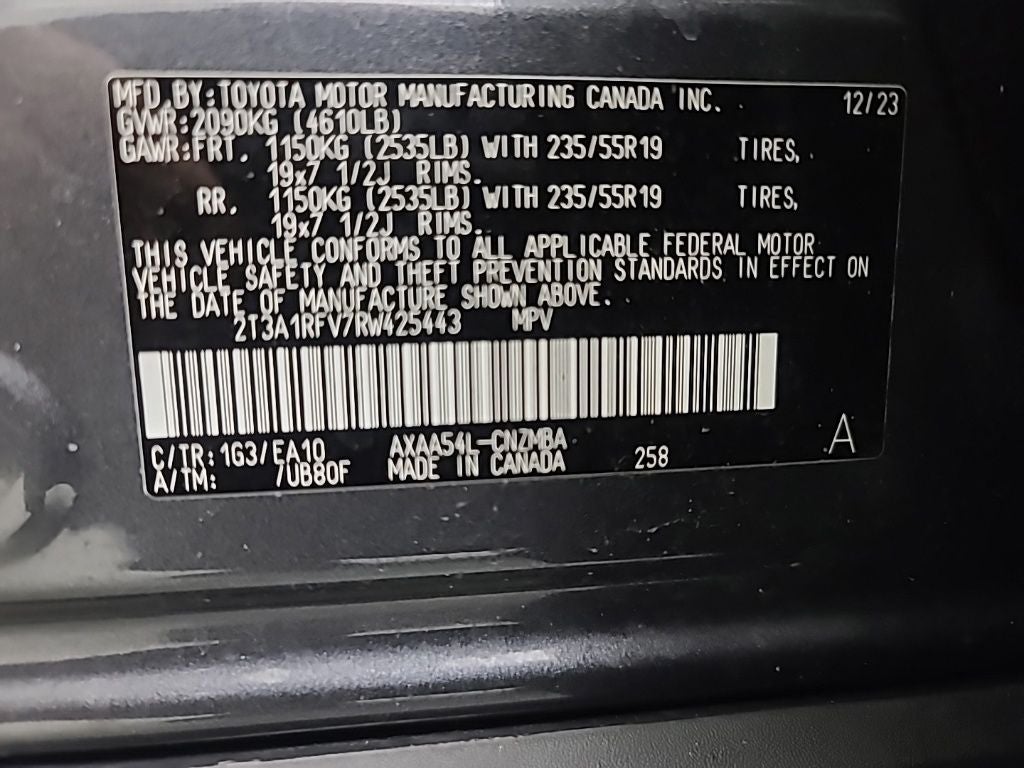 MFD.BY:TOYOTA MOTOR MANUFACTURING CANADA INC. 12/23
GVWR:2090KG (4610LB)
GAWR:FRT. 1150KG (2535LB) WITH 235/55R19 TIRES,
19x7 1/2J RIMS.
RR. 1150KG (2535LB) WITH 235/55R19 TIRES,
19x7 1/2J RIMS.
THIS VEHICLE CONFORMS TO ALL APPLICABLE FEDERAL MOTOR
VEHICLE SAFETY AND THEFT PREVENTION STANDARDS IN EFFECT ON
THE DATE OF MANUFACTURE SHOWN ABOVE.
2T3A1RFV7RW425443 MPV
C/TR: 1G3/EA10 AXAA54L-CNZMBA
A/TM: /UB80F MADE IN CANADA 258 A